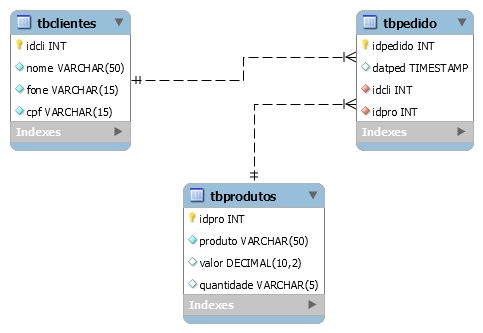 tbclientes
idcli INT
nome VARCHAR(50)
fone VARCHAR(15)
cpf VARCHAR(15)
Indexes
tbpedido
idpedido INT
datped TIMESTAMP
idcli INT
idpro INT
Indexes
tbprodutos
idpro INT
produto VARCHAR(50)
valor DECIMAL(10,2)
quantidade VARCHAR(5)
Indexes